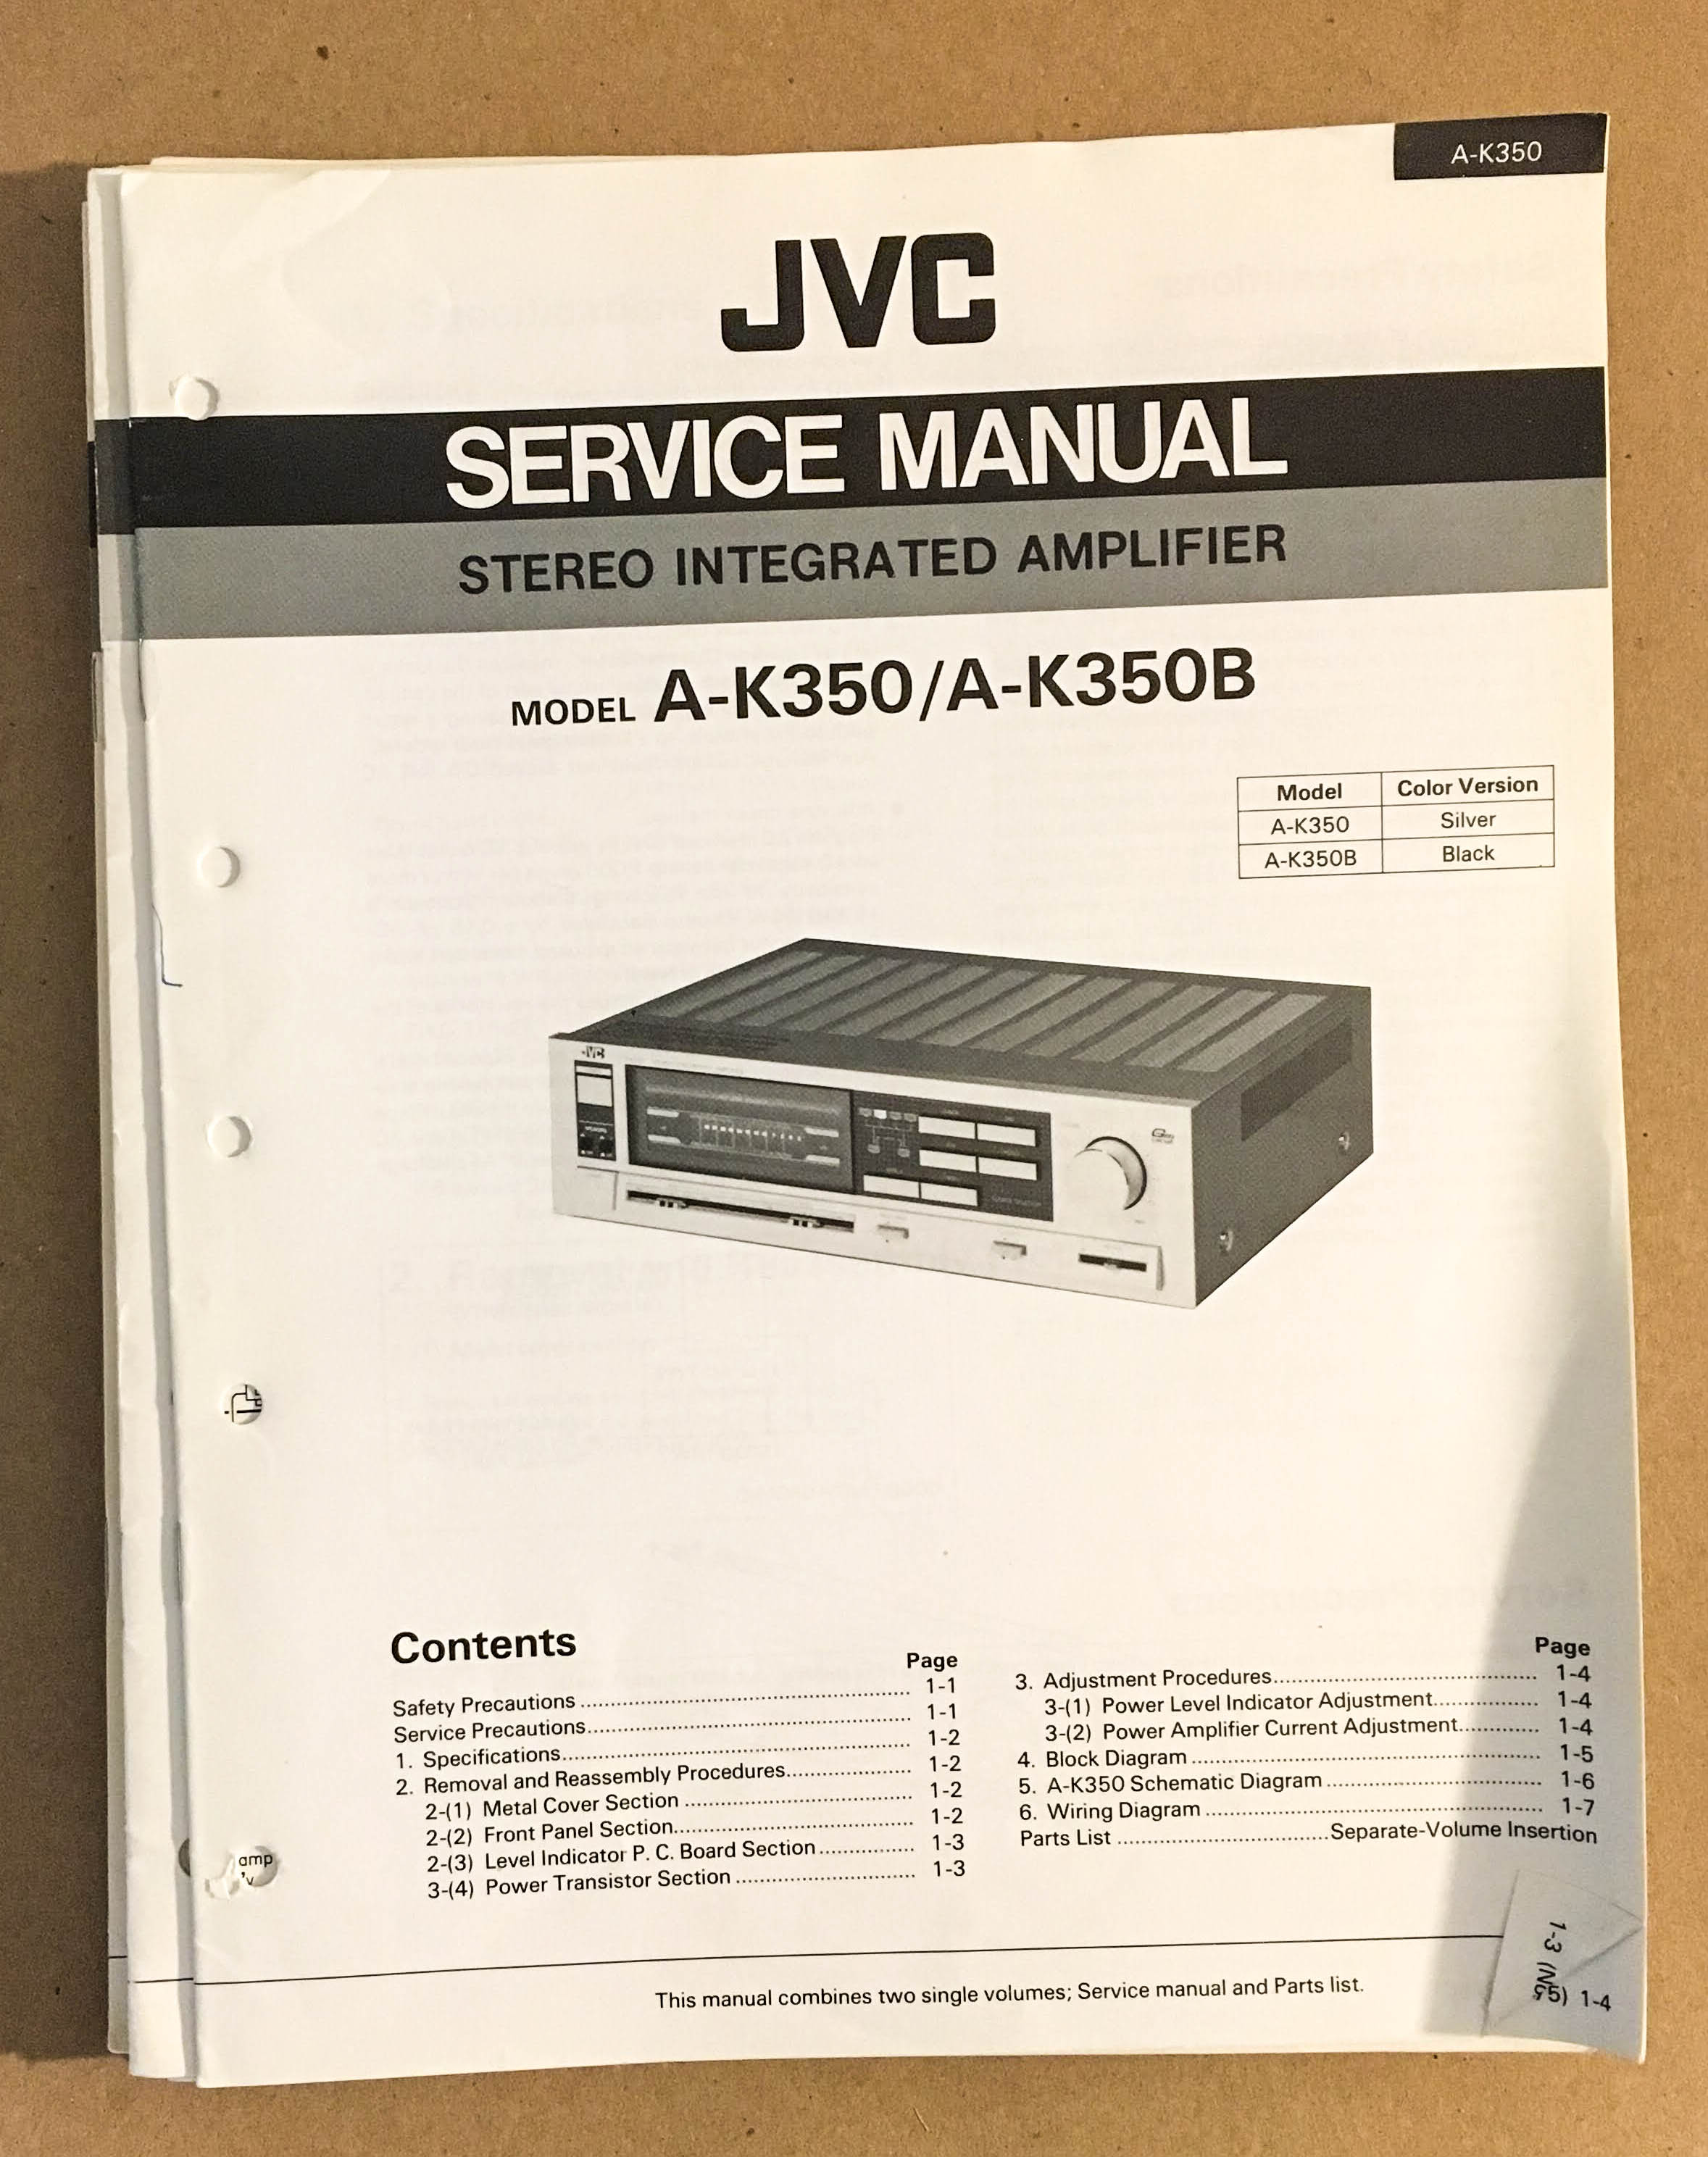 A-K350
JVC
SERVICE MANUAL
STEREO INTEGRATED AMPLIFIER
MODEL A-K350/A-K350B
Model Color Version
A-K350 Silver
A-K350B Black
JVC
Contents
Page
Safety Precautions ........ 1-1
Service Precautions ........ 1-1
1. Specifications ........ 1-2
2. Removal and Reassembly Procedures ........ 1-2
2-(1) Metal Cover Section ........ 1-2
2-(2) Front Panel Section ........ 1-2
2-(3) Level Indicator P. C. Board Section ........ 1-3
3-(4) Power Transistor Section ........ 1-3
Page
3. Adjustment Procedures ........ 1-4
3-(1) Power Level Indicator Adjustment ........ 1-4
3-(2) Power Amplifier Current Adjustment ........ 1-4
4. Block Diagram ........ 1-5
5. A-K350 Schematic Diagram ........ 1-6
6. Wiring Diagram ........ 1-7
Parts List ........ Separate-Volume Insertion
amp
This manual combines two single volumes; Service manual and Parts list.
1-3
1-4